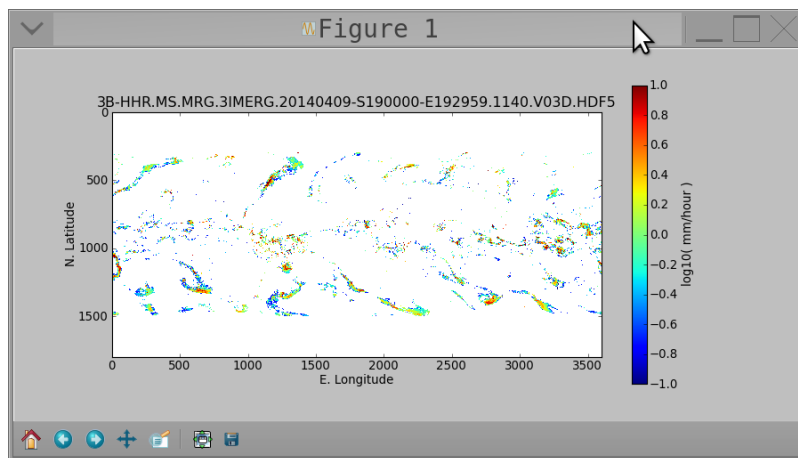 Figure 1
3B-HHR.MS.MRG.3IMERG.20140409-S190000-E192959.1140.V03D.HDF5
0
500
1000
1500
N. Latitude
0 500 1000 1500 2000 2500 3000 3500
E. Longitude
1.0
0.8
0.6
0.4
0.2
0.0
−0.2
−0.4
−0.6
−0.8
−1.0
log10( mm/hour )